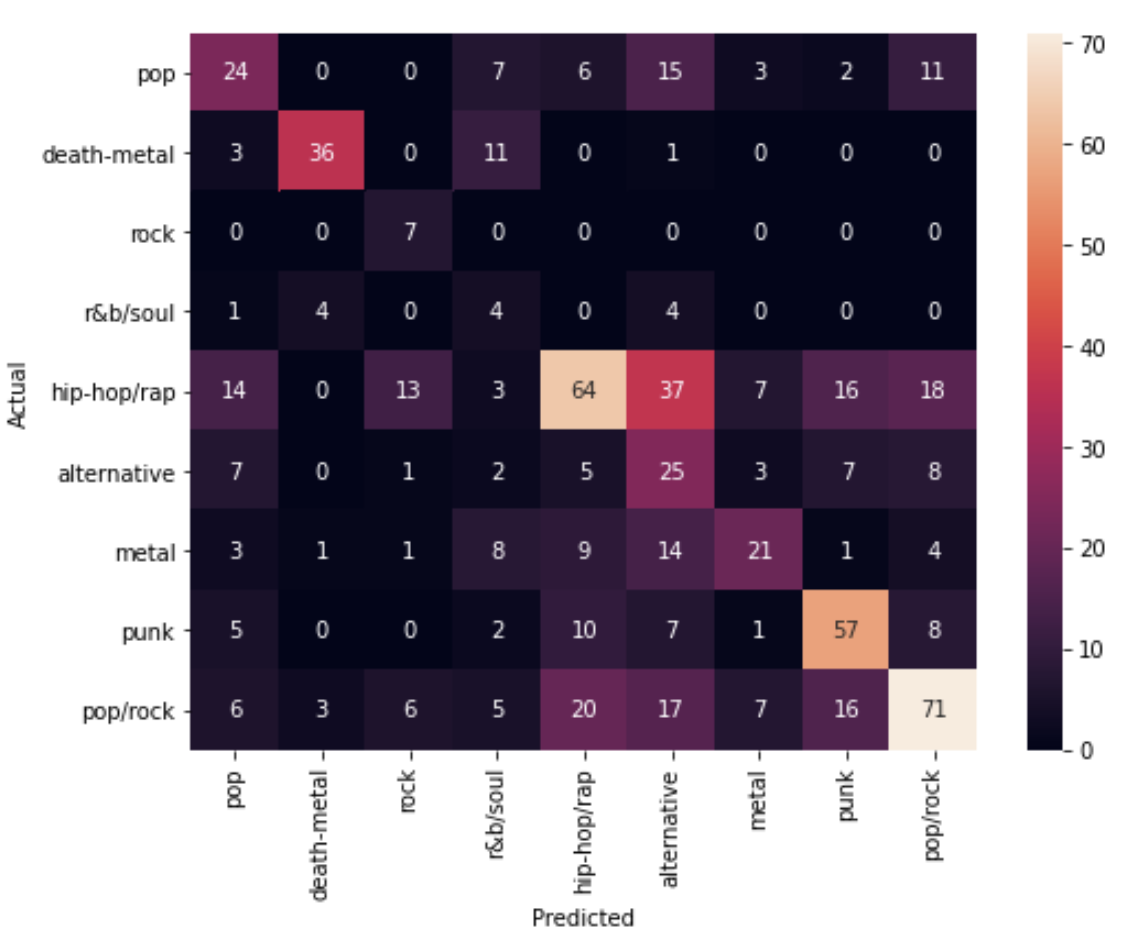 pop 24 0 0 7 6 15 3 2 11
death-metal 3 36 0 11 0 1 0 0 0
rock 0 0 7 0 0 0 0 0 0
r&b/soul 1 4 0 4 0 4 0 0 0
hip-hop/rap 14 0 13 3 64 37 7 16 18
alternative 7 0 1 2 5 25 3 7 8
metal 3 1 1 8 9 14 21 1 4
punk 5 0 0 2 10 7 1 57 8
pop/rock 6 3 6 5 20 17 7 16 71
Actual
pop death-metal rock r&b/soul hip-hop/rap alternative metal punk pop/rock
Predicted
70
60
50
40
30
20
10
0